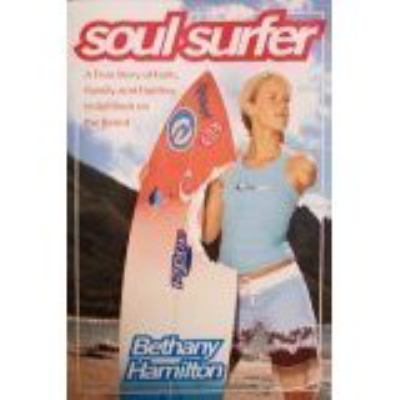 soul surfer
A True Story of Faith,
Family, and Fighting
to Get Back on
the Board
Bethany
Hamilton